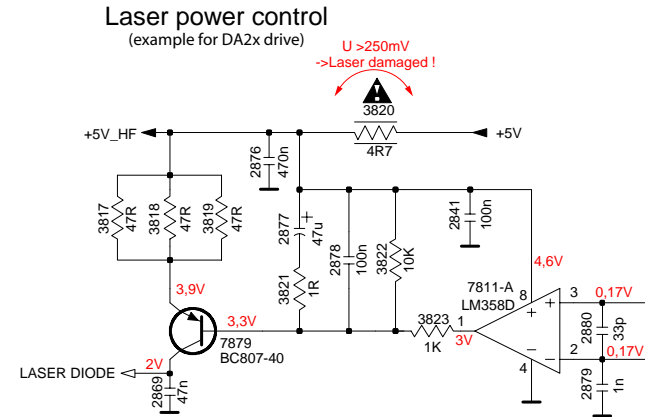 Laser power control
(example for DA2x drive)
U >250mV
->Laser damaged !
3820
4R7
+5V_HF
+5V
2876
470n
3817
47R
3818
47R
3819
47R
2877
+
47u
2878
100n
3822
10K
2841
100n
3821
1R
3,9V
4,6V
7811-A
LM358D
8
3
0,17V
+
+
2880
33p
3,3V
3823
1
3V
1K
7879
BC807-40
2
0,17V
4
−
−
2V
LASER DIODE
2869
47n
2879
1n